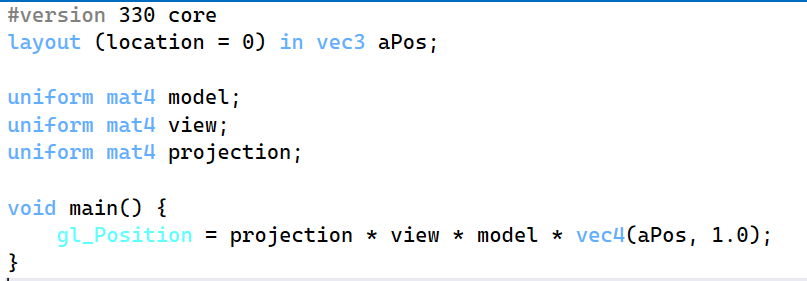 #version 330 core
layout (location = 0) in vec3 aPos;
uniform mat4 model;
uniform mat4 view;
uniform mat4 projection;
void main() {
    gl_Position = projection * view * model * vec4(aPos, 1.0);
}